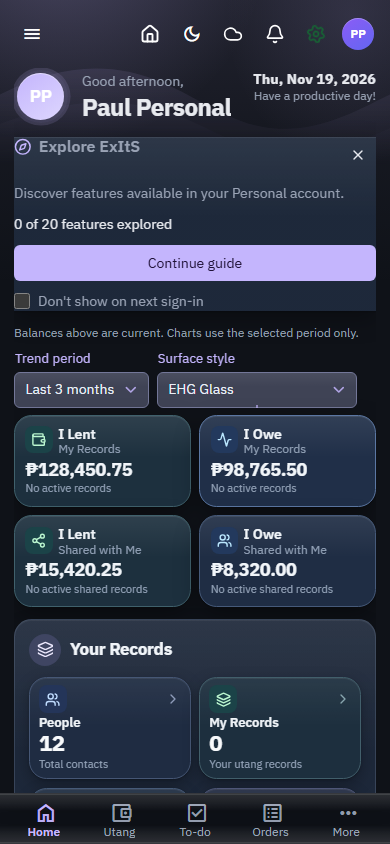 PP
PP
Good afternoon,
Paul Personal
Thu, Nov 19, 2026
Have a productive day!
Explore ExItS
Discover features available in your Personal account.
0 of 20 features explored
Continue guide
Don't show on next sign-in
Balances above are current. Charts use the selected period only.
Trend period
Surface style
Last 3 months
EHG Glass
I Lent
My Records
₱128,450.75
No active records
I Owe
My Records
₱98,765.50
No active records
I Lent
Shared with Me
₱15,420.25
No active shared records
I Owe
Shared with Me
₱8,320.00
No active shared records
Your Records
People
12
Total contacts
My Records
0
Your utang records
Home
Utang
To-do
Orders
More